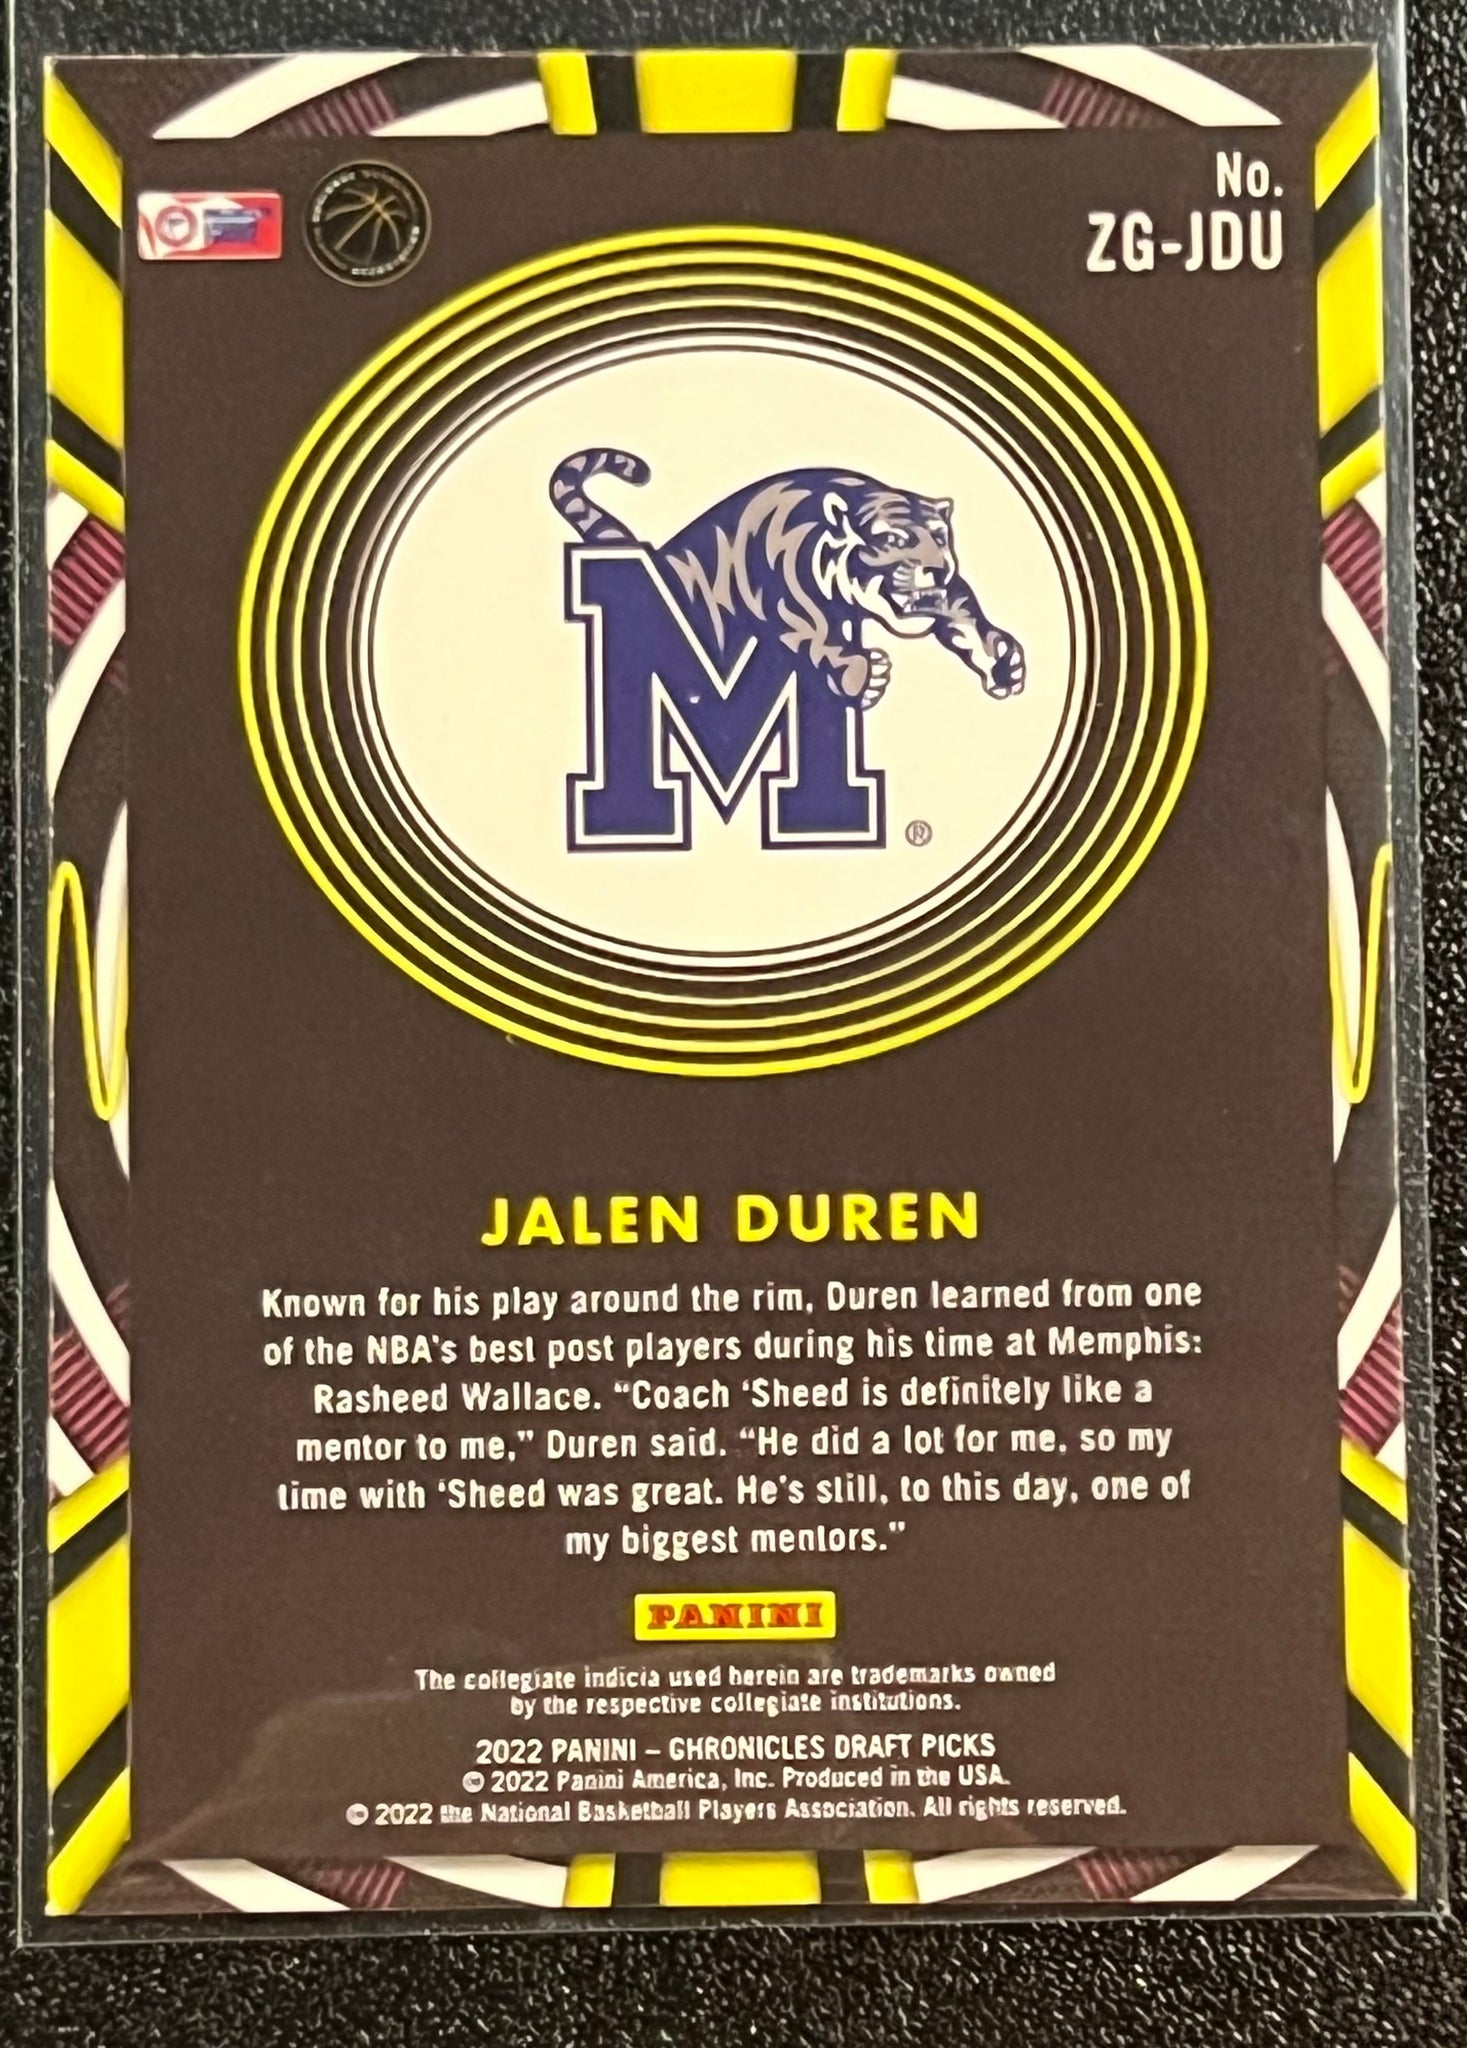 No.
ZG-JDU
M
®
JALEN DUREN
Known for his play around the rim, Duren learned from one
of the NBA's best post players during his time at Memphis:
Rasheed Wallace. “Coach ‘Sheed is definitely like a
mentor to me,” Duren said. “He did a lot for me, so my
time with ‘Sheed was great. He's still, to this day, one of
my biggest mentors.”
PANINI
The collegiate indicia used herein are trademarks owned
by the respective collegiate institutions.
2022 PANINI – CHRONICLES DRAFT PICKS
© 2022 Panini America, Inc. Produced in the USA.
© 2022 the National Basketball Players Association. All rights reserved.